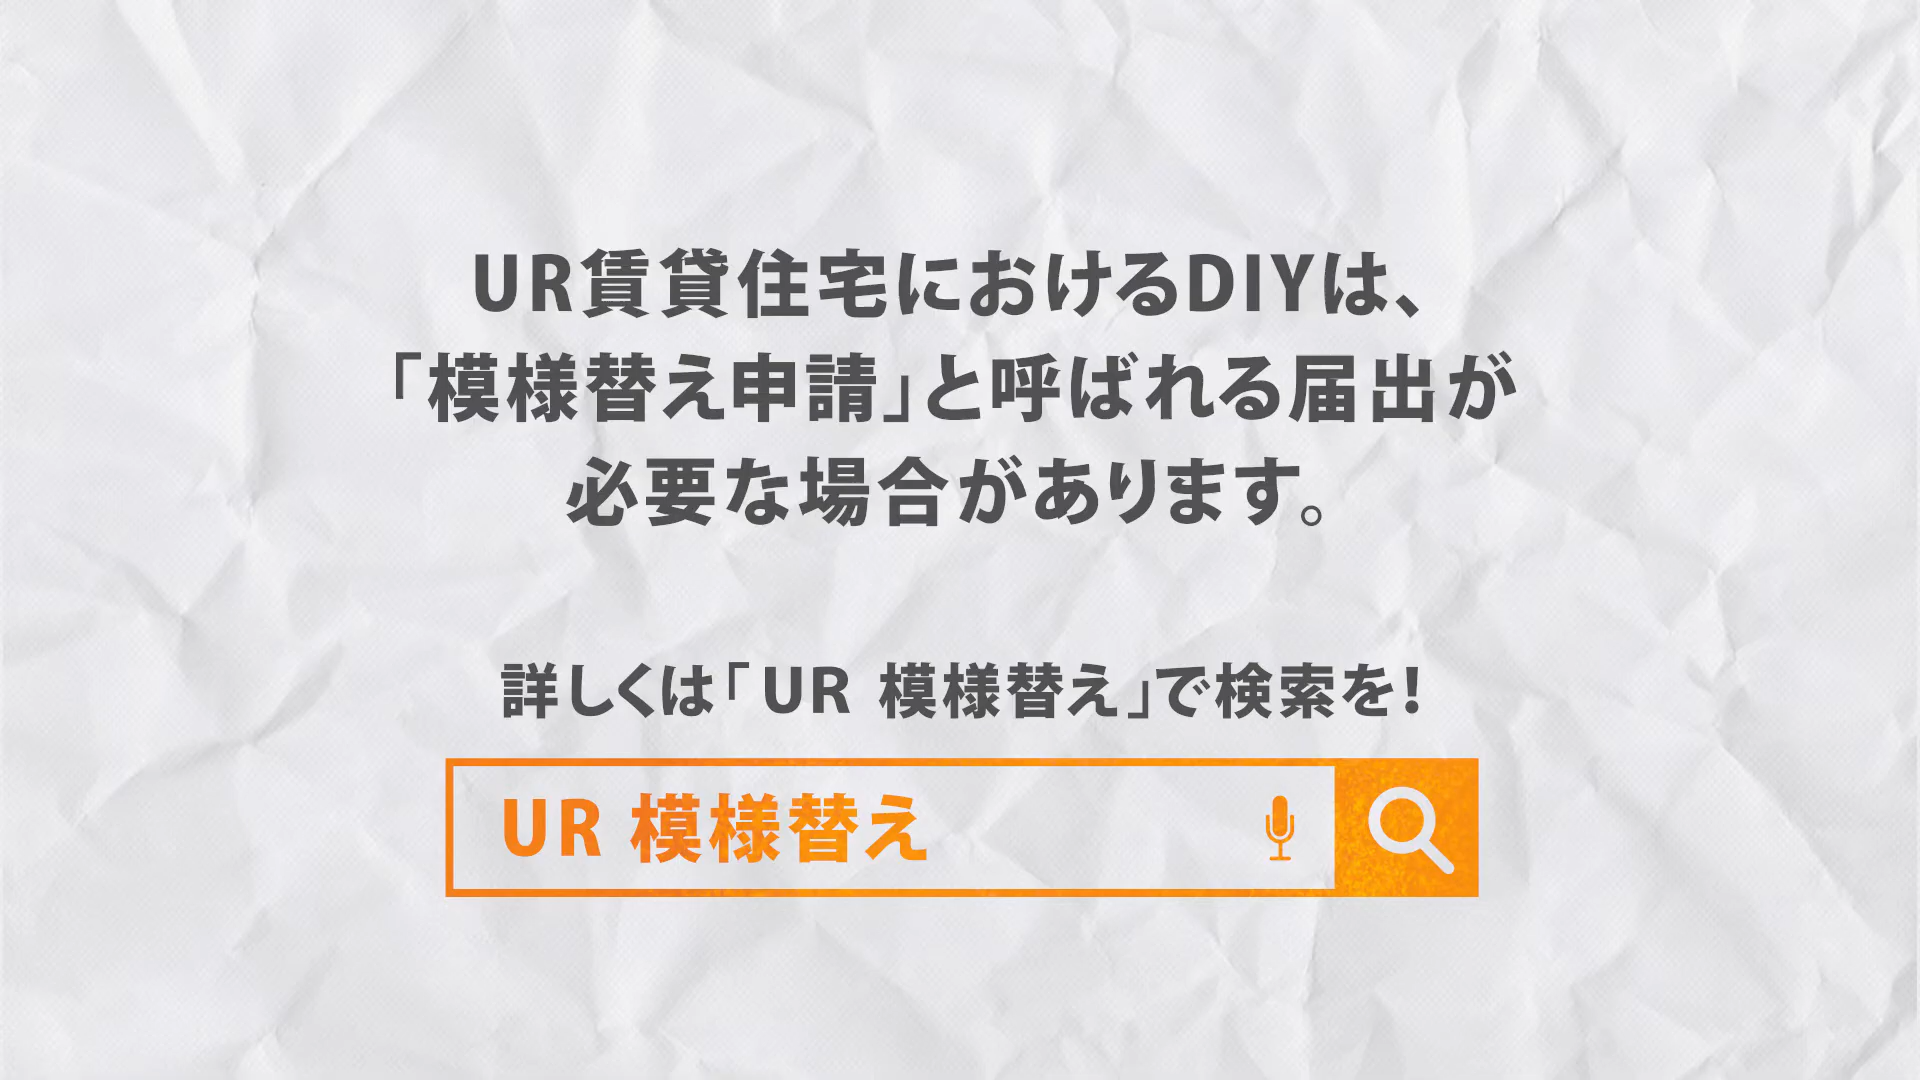 UR賃貸住宅におけるDIYは、
「模様替え申請」と呼ばれる届出が
必要な場合があります。
詳しくは「UR 模様替え」で検索を!
UR 模様替え